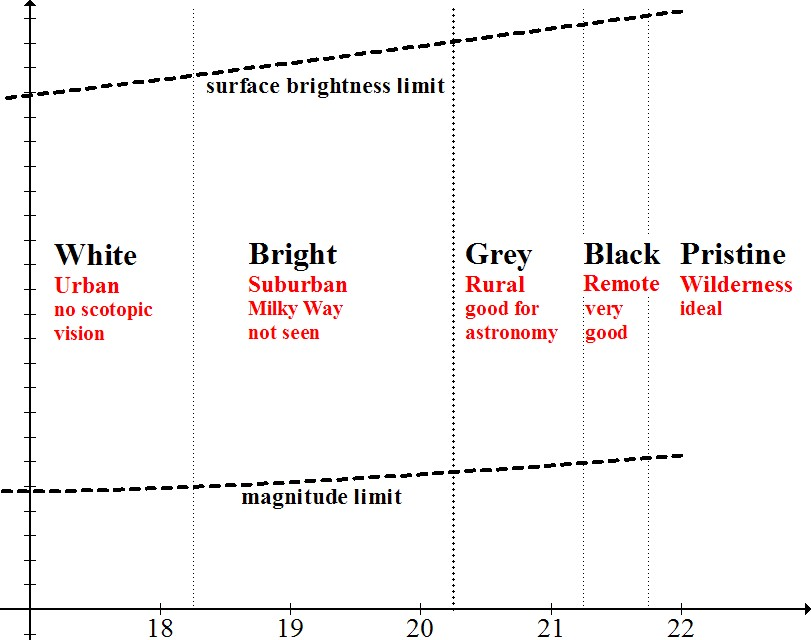 surface brightness limit
White
Urban
no scotopic
vision
Bright
Suburban
Milky Way
not seen
Grey
Rural
good for
astronomy
Black
Remote
very
good
Pristine
Wilderness
ideal
magnitude limit
18 19 20 21 22